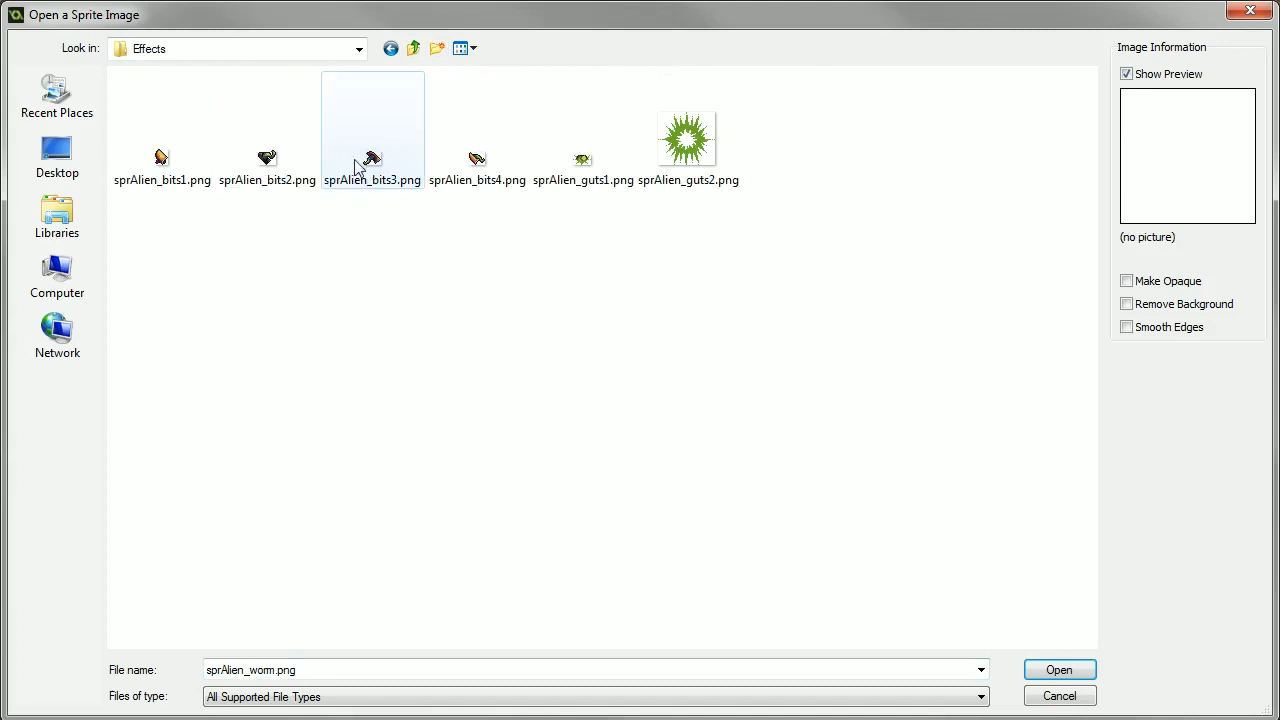 Open a Sprite Image
Look in: Effects
Image Information
Show Preview
Recent Places
Desktop
Libraries
Computer
Network
sprAlien_bits1.png sprAlien_bits2.png sprAlien_bits3.png sprAlien_bits4.png sprAlien_guts1.png sprAlien_guts2.png
(no picture)
Make Opaque
Remove Background
Smooth Edges
File name: sprAlien_worm.png Open
Files of type: All Supported File Types Cancel